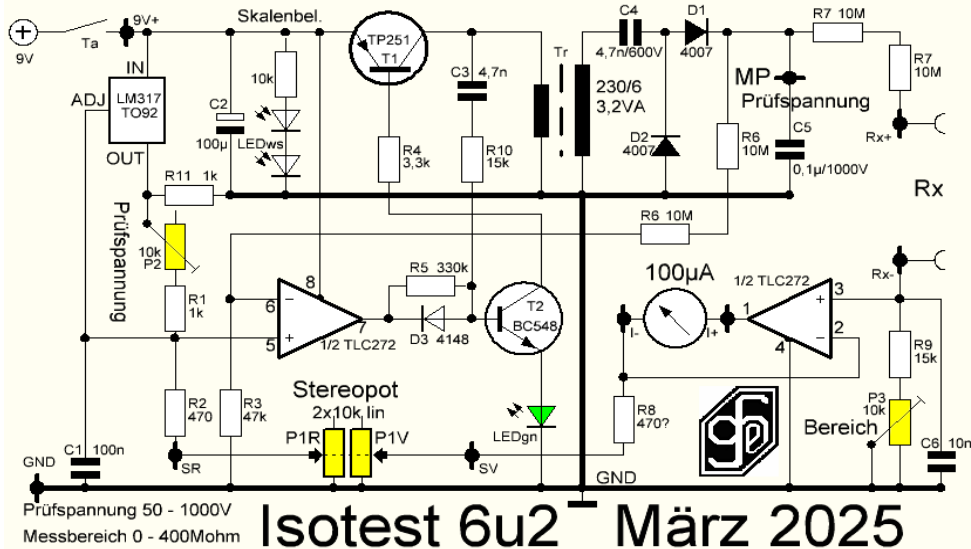 9V+
Skalenbel.
C4
D1
R7 10M
9V
Ta
TP251
T1
4,7n/600V
4007
Tr
IN
10k
C3 4,7n
230/6
3,2VA
MP
Prüfspannung
R7
10M
ADJ
LM317
TO92
C2
100µ
LEDws
D2
4007
R6
10M
C5
0,1µ/1000V
Rx+
OUT
R4
3,3k
R10
15k
R11 1k
Rx
Prüfspannung
10k
P2
R6 10M
R1
1k
R5 330k
100µA
Rx-
8
6
5
7
1/2 TLC272
D3 4148
T2
BC548
I-
I+
1/2 TLC272
1
3
2
4
R9
15k
Stereopot
2x10k lin
R2
470
R3
47k
P1R
P1V
LEDgn
R8
470?
P3
10k
Bereich
C1 100n
SR
SV
C6 10n
GND
GND
Prüfspannung 50 - 1000V
Messbereich 0 - 400Mohm
Isotest 6u2 März 2025